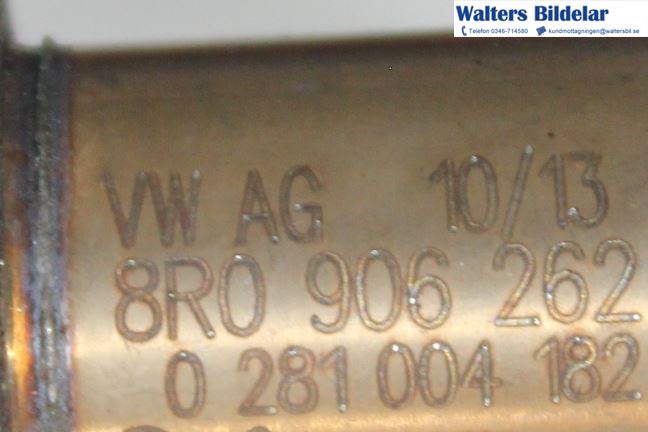 Walters Bildelar
Telefon 0346-714580 kundmottagningen@waltersbil.se
VW AG 10/13
8R0 906 262
0 281 004 182